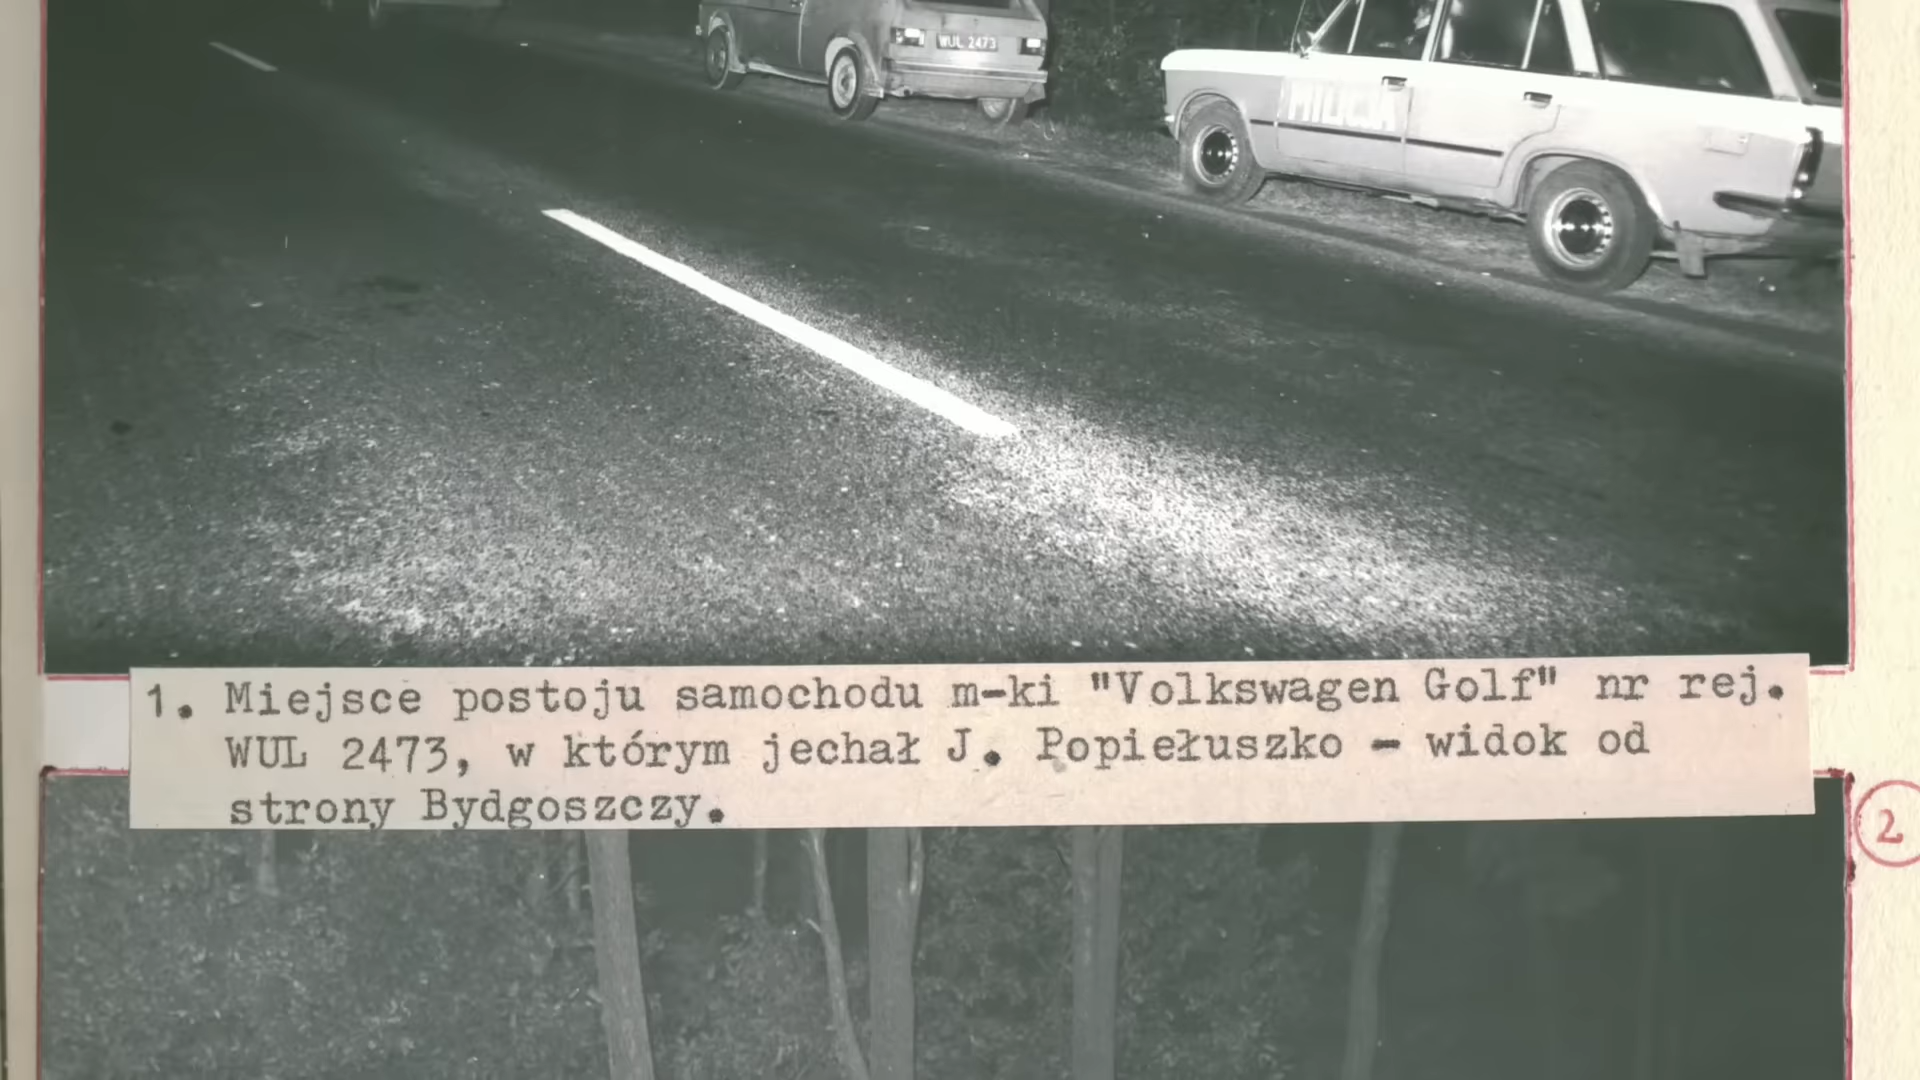 WUL 2473
MILICJA
1. Miejsce postoju samochodu m-ki "Volkswagen Golf" nr rej.
WUL 2473, w którym jechał J. Popiełuszko - widok od
strony Bydgoszczy.
2